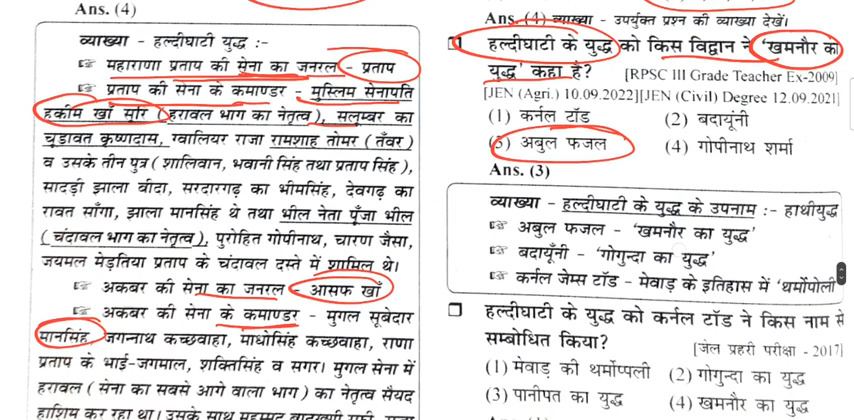 Ans. (4)
व्याख्या - हल्दीघाटी युद्ध :-
☞ महाराणा प्रताप की सेना का जनरल - प्रताप
☞ प्रताप की सेना के कमाण्डर - मुस्लिम सेनापति
हकीम खाँ सूरि (हरावल भाग का नेतृत्व), सलूम्बर का
चूडावत कृष्णदास, ग्वालियर राजा रामशाह तोमर (तँवर)
व उसके तीन पुत्र (शालिवान, भवानी सिंह तथा प्रताप सिंह),
सादड़ी झाला बीदा, सरदारगढ़ का भीमसिंह, देवगढ़ का
रावत साँगा, झाला मानसिंह थे तथा भील नेता पूँजा भील
(चंदावल भाग का नेतृत्व), पुरोहित गोपीनाथ, चारण जैसा,
जयमल मेड़तिया प्रताप के चंदावल दस्ते में शामिल थे।
☞ अकबर की सेना का जनरल - आसफ खाँ
☞ अकबर की सेना के कमाण्डर - मुगल सूबेदार
मानसिंह, जगन्नाथ कच्छवाहा, माधोसिंह कच्छवाहा, राणा
प्रताप के भाई-जगमाल, शक्तिसिंह व सगर। मुगल सेना में
हरावल (सेना का सबसे आगे वाला भाग) का नेतृत्व सैयद
हाशिम कर रहा था। उसके साथ मुहम्मद
Ans. (4) व्याख्या - उपर्युक्त प्रश्न की व्याख्या देखें।
❑ हल्दीघाटी के युद्ध को किस विद्वान ने 'खमनौर का
युद्ध' कहा है? [RPSC III Grade Teacher Ex-2009]
[JEN (Agri.) 10.09.2022][JEN (Civil) Degree 12.09.2021]
(1) कर्नल टॉड (2) बदायूंनी
(3) अबुल फजल (4) गोपीनाथ शर्मा
Ans. (3)
व्याख्या - हल्दीघाटी के युद्ध के उपनाम :- हाथीयुद्ध
☞ अबुल फजल - 'खमनौर का युद्ध'
☞ बदायूँनी - 'गोगुन्दा का युद्ध'
☞ कर्नल जेम्स टॉड - मेवाड़ के इतिहास में 'थर्मोपोली
❑ हल्दीघाटी के युद्ध को कर्नल टॉड ने किस नाम से
सम्बोधित किया? [जेल प्रहरी परीक्षा - 2017]
(1) मेवाड़ की थर्मोप्पली (2) गोगुन्दा का युद्ध
(3) पानीपत का युद्ध (4) खमनौर का युद्ध